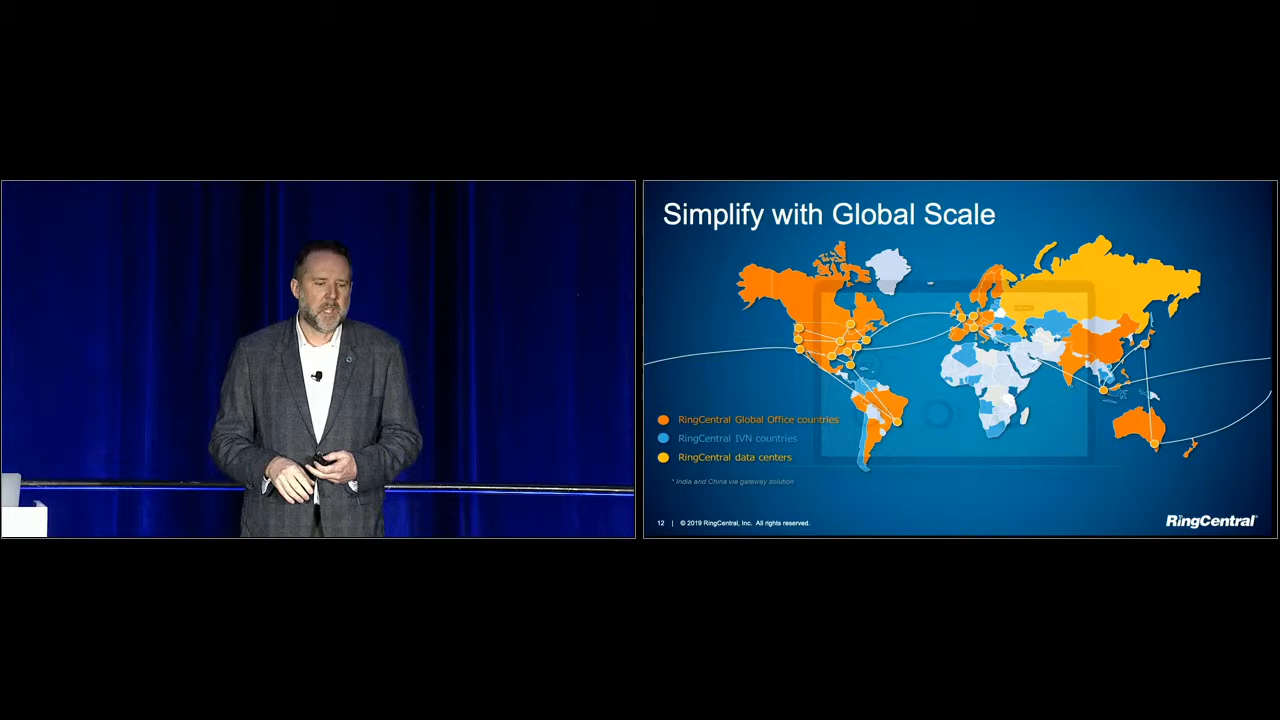 Simplify with Global Scale
RingCentral Global Office countries
RingCentral IVN countries
RingCentral data centers
* India and China via gateway solution
12 | © 2019 RingCentral, Inc. All rights reserved.
RingCentral®